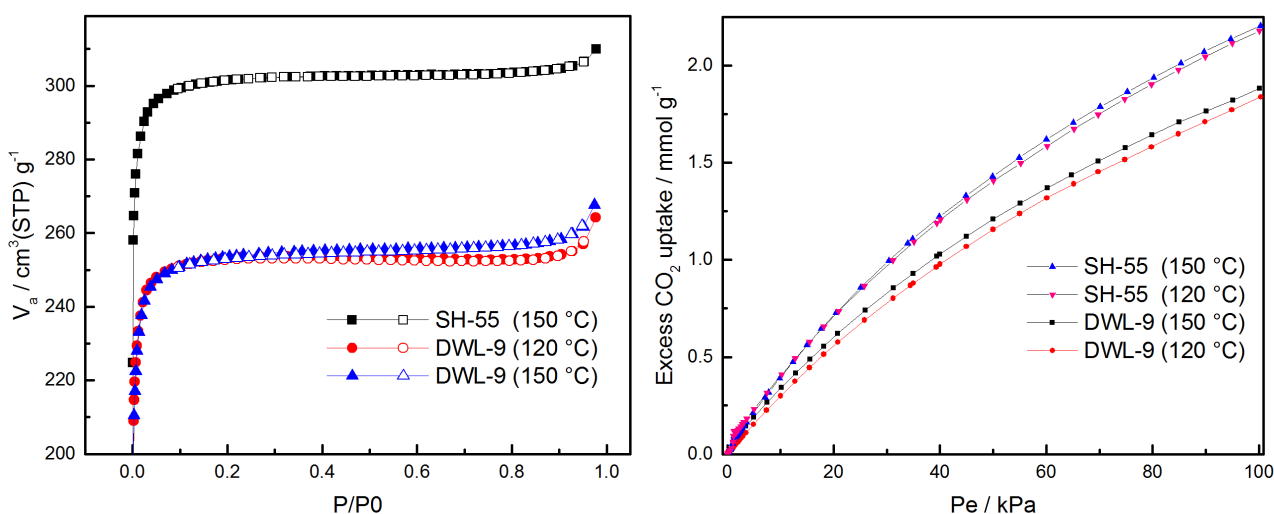 300
280
260
240
220
200
V_a / cm³(STP) g⁻¹
0.0 0.2 0.4 0.6 0.8 1.0
P/P0
SH-55 (150 °C)
DWL-9 (120 °C)
DWL-9 (150 °C)
2.0
1.5
1.0
0.5
0.0
Excess CO₂ uptake / mmol g⁻¹
0 20 40 60 80 100
Pe / kPa
SH-55 (150 °C)
SH-55 (120 °C)
DWL-9 (150 °C)
DWL-9 (120 °C)